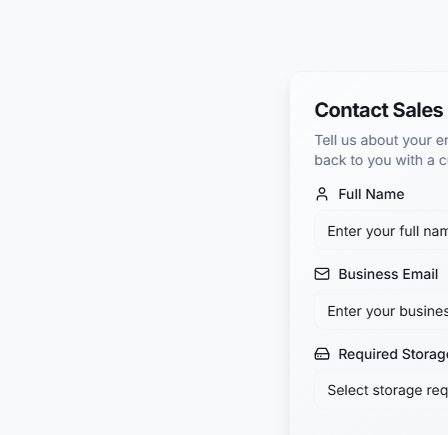 Contact Sales
Tell us about your
back to you with a
Full Name
Enter your full
Business Email
Enter your
Required
Select storage